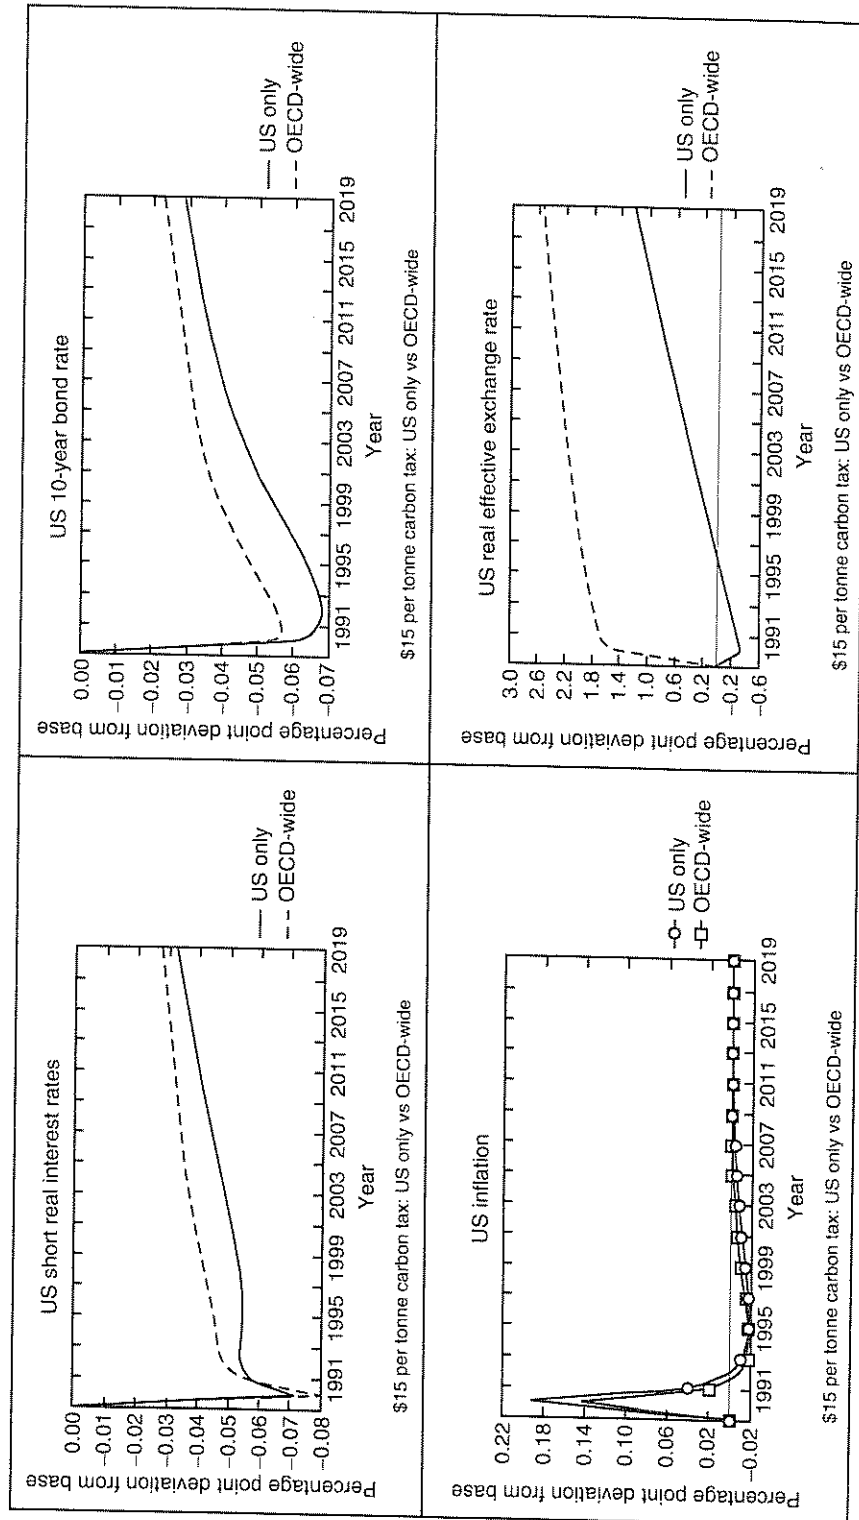 US short real interest rates
Percentage point deviation from base
0.00
−0.01
−0.02
−0.03
−0.04
−0.05
−0.06
−0.07
−0.08
1991 1995 1999 2003 2007 2011 2015 2019
Year
US only
OECD-wide
$15 per tonne carbon tax: US only vs OECD-wide
US 10-year bond rate
Percentage point deviation from base
0.00
−0.01
−0.02
−0.03
−0.04
−0.05
−0.06
−0.07
1991 1995 1999 2003 2007 2011 2015 2019
Year
US only
OECD-wide
$15 per tonne carbon tax: US only vs OECD-wide
US inflation
Percentage point deviation from base
0.22
0.18
0.14
0.10
0.06
0.02
−0.02
1991 1995 1999 2003 2007 2011 2015 2019
Year
US only
OECD-wide
$15 per tonne carbon tax: US only vs OECD-wide
US real effective exchange rate
Percentage point deviation from base
3.0
2.6
2.2
1.8
1.4
1.0
0.6
0.2
−0.2
−0.6
1991 1995 1999 2003 2007 2011 2015 2019
Year
US only
OECD-wide
$15 per tonne carbon tax: US only vs OECD-wide